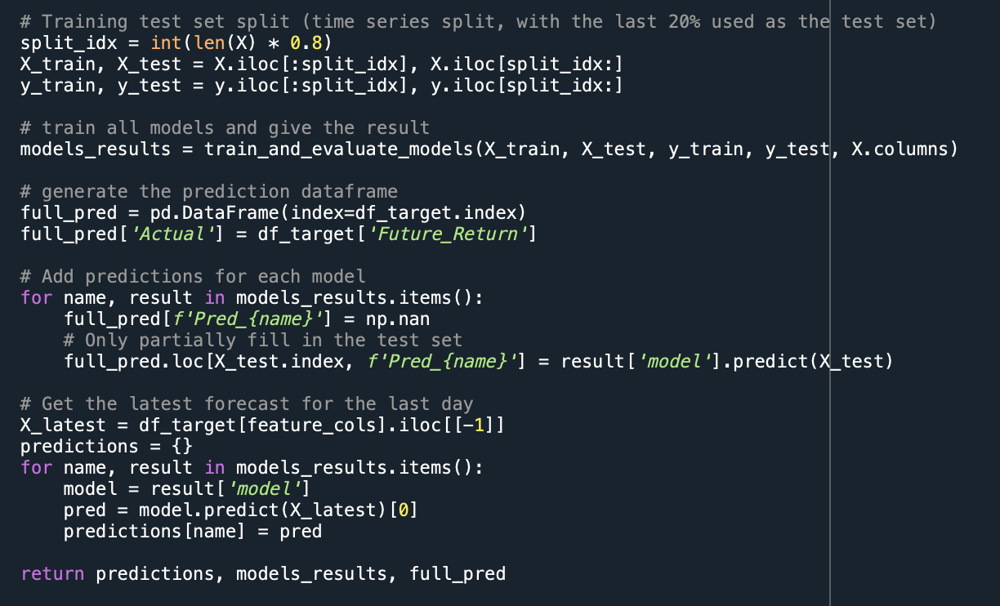 # Training test set split (time series split, with the last 20% used as the test set)
split_idx = int(len(X) * 0.8)
X_train, X_test = X.iloc[:split_idx], X.iloc[split_idx:]
y_train, y_test = y.iloc[:split_idx], y.iloc[split_idx:]

# train all models and give the result
models_results = train_and_evaluate_models(X_train, X_test, y_train, y_test, X.columns)

# generate the prediction dataframe
full_pred = pd.DataFrame(index=df_target.index)
full_pred['Actual'] = df_target['Future_Return']

# Add predictions for each model
for name, result in models_results.items():
    full_pred[f'Pred_{name}'] = np.nan
    # Only partially fill in the test set
    full_pred.loc[X_test.index, f'Pred_{name}'] = result['model'].predict(X_test)

# Get the latest forecast for the last day
X_latest = df_target[feature_cols].iloc[[-1]]
predictions = {}
for name, result in models_results.items():
    model = result['model']
    pred = model.predict(X_latest)[0]
    predictions[name] = pred

return predictions, models_results, full_pred